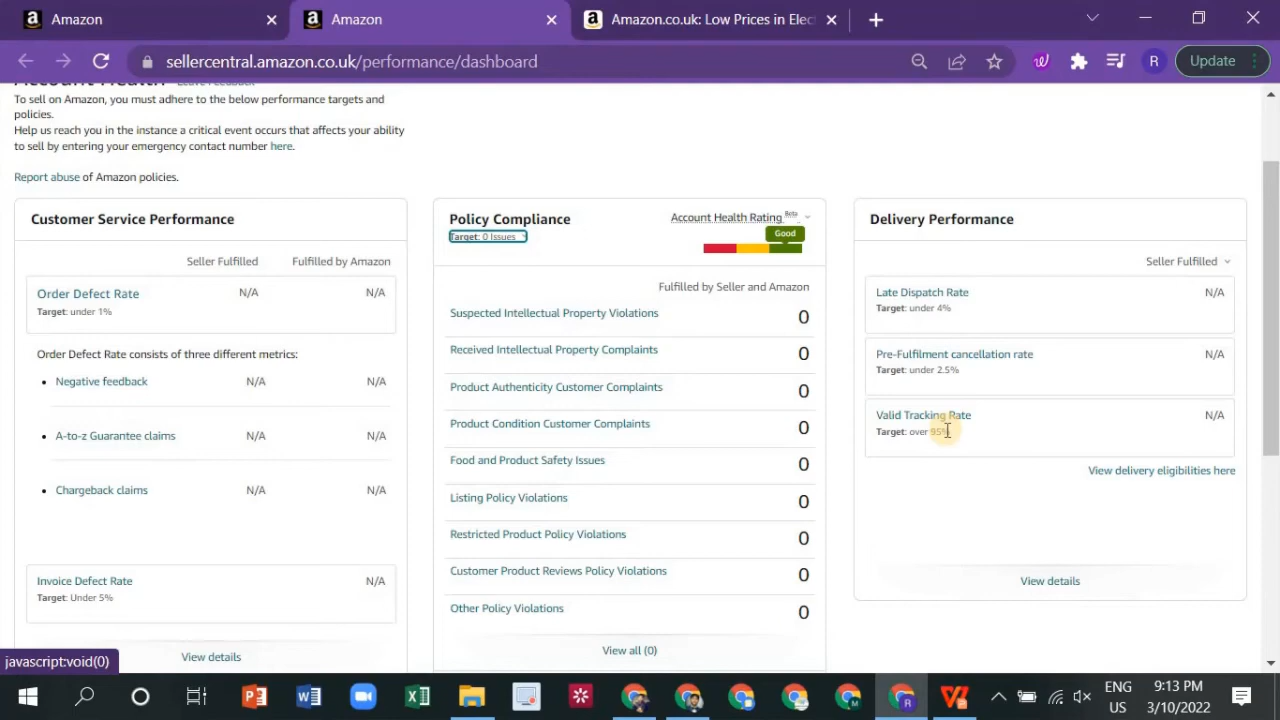 Amazon
Amazon
Amazon.co.uk: Low Prices in Elec
sellercentral.amazon.co.uk/performance/dashboard
R
Update
Account Health Leave Feedback
To sell on Amazon, you must adhere to the below performance targets and
policies.
Help us reach you in the instance a critical event occurs that affects your ability
to sell by entering your emergency contact number here.
Report abuse of Amazon policies.
Customer Service Performance
Seller Fulfilled Fulfilled by Amazon
Order Defect Rate N/A N/A
Target: under 1%
Order Defect Rate consists of three different metrics:
Negative feedback N/A N/A
A-to-z Guarantee claims N/A N/A
Chargeback claims N/A N/A
Invoice Defect Rate N/A
Target: Under 5%
View details
Policy Compliance
Account Health Rating Beta
Target: 0 Issues
Good
Fulfilled by Seller and Amazon
Suspected Intellectual Property Violations 0
Received Intellectual Property Complaints 0
Product Authenticity Customer Complaints 0
Product Condition Customer Complaints 0
Food and Product Safety Issues 0
Listing Policy Violations 0
Restricted Product Policy Violations 0
Customer Product Reviews Policy Violations 0
Other Policy Violations 0
View all (0)
Delivery Performance
Seller Fulfilled
Late Dispatch Rate N/A
Target: under 4%
Pre-Fulfilment cancellation rate N/A
Target: under 2.5%
Valid Tracking Rate N/A
Target: over 95%
View delivery eligibilities here
View details
javascript:void(0)
ENG
US
9:13 PM
3/10/2022